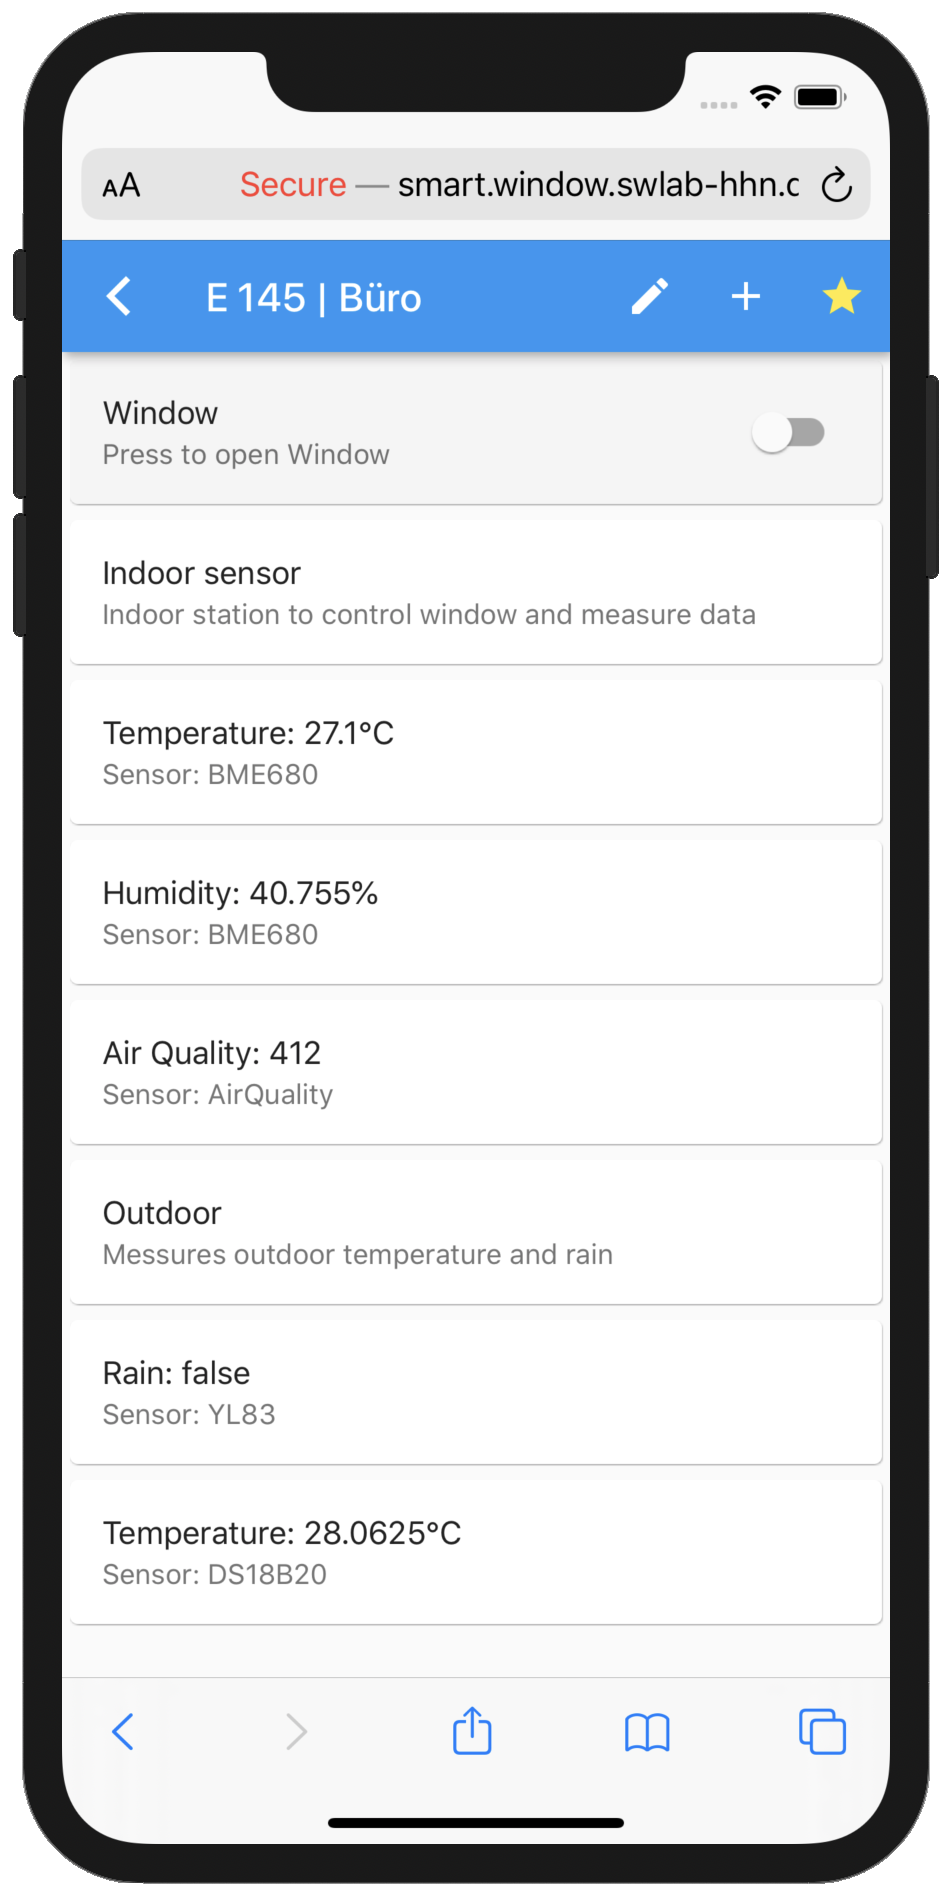 AA Secure — smart.window.swlab-hhn.c
E 145 | Büro
Window
Press to open Window
Indoor sensor
Indoor station to control window and measure data
Temperature: 27.1°C
Sensor: BME680
Humidity: 40.755%
Sensor: BME680
Air Quality: 412
Sensor: AirQuality
Outdoor
Messures outdoor temperature and rain
Rain: false
Sensor: YL83
Temperature: 28.0625°C
Sensor: DS18B20